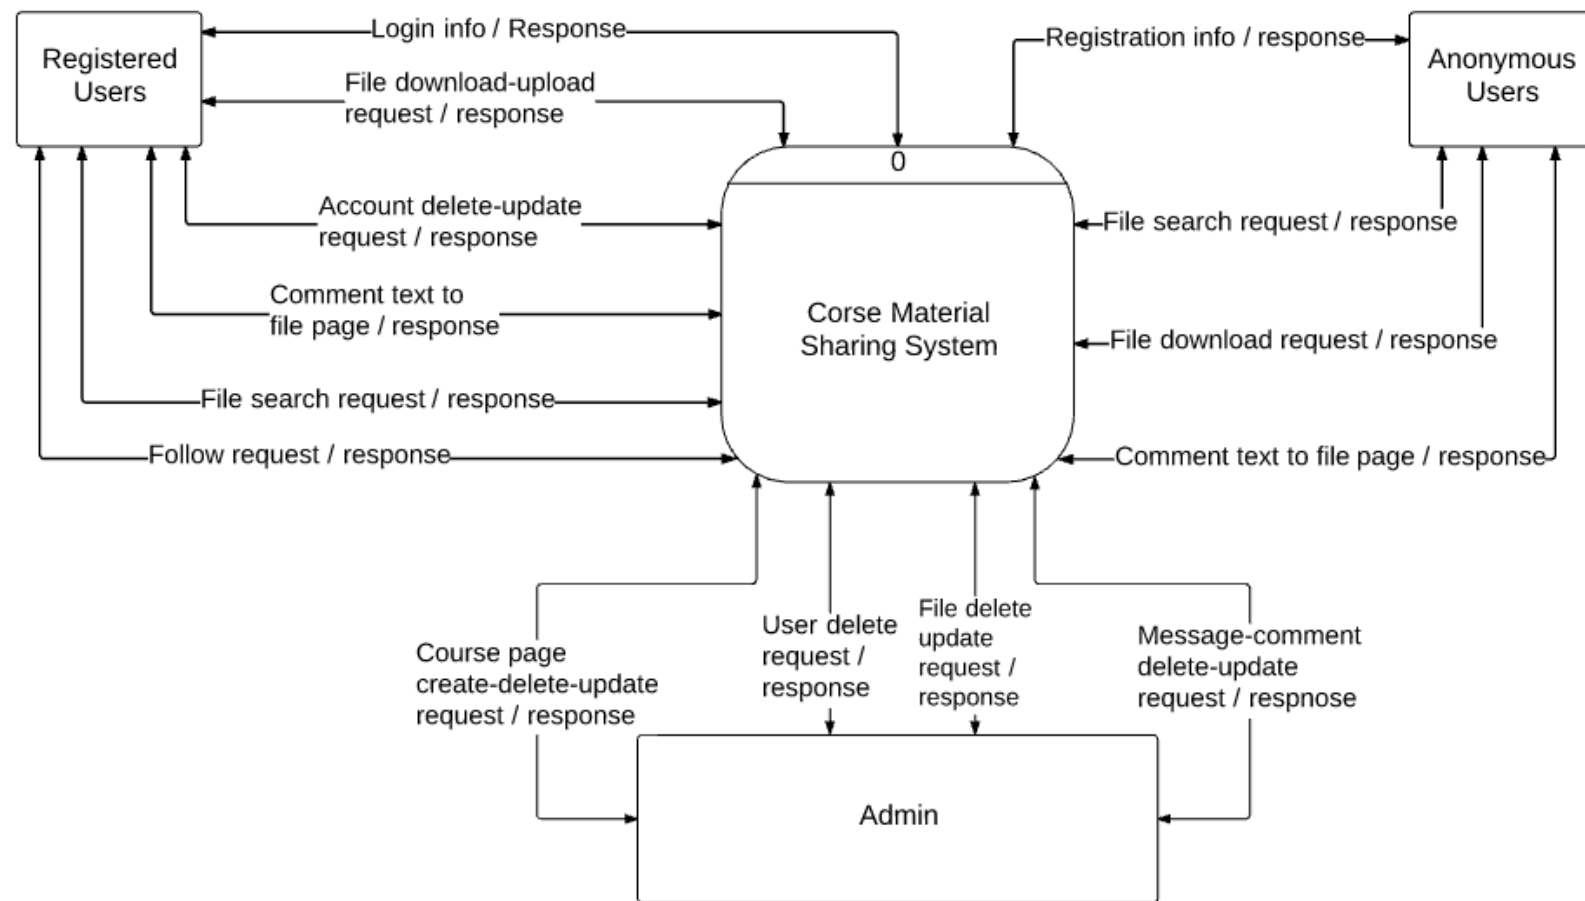 Registered
Users
Login info / Response
File download-upload
request / response
Registration info / response
Anonymous
Users
0
Account delete-update
request / response
File search request / response
Comment text to
file page / response
Corse Material
Sharing System
File download request / response
File search request / response
Follow request / response
Comment text to file page / response
Course page
create-delete-update
request / response
User delete
request /
response
File delete
update
request /
response
Message-comment
delete-update
request / respnose
Admin